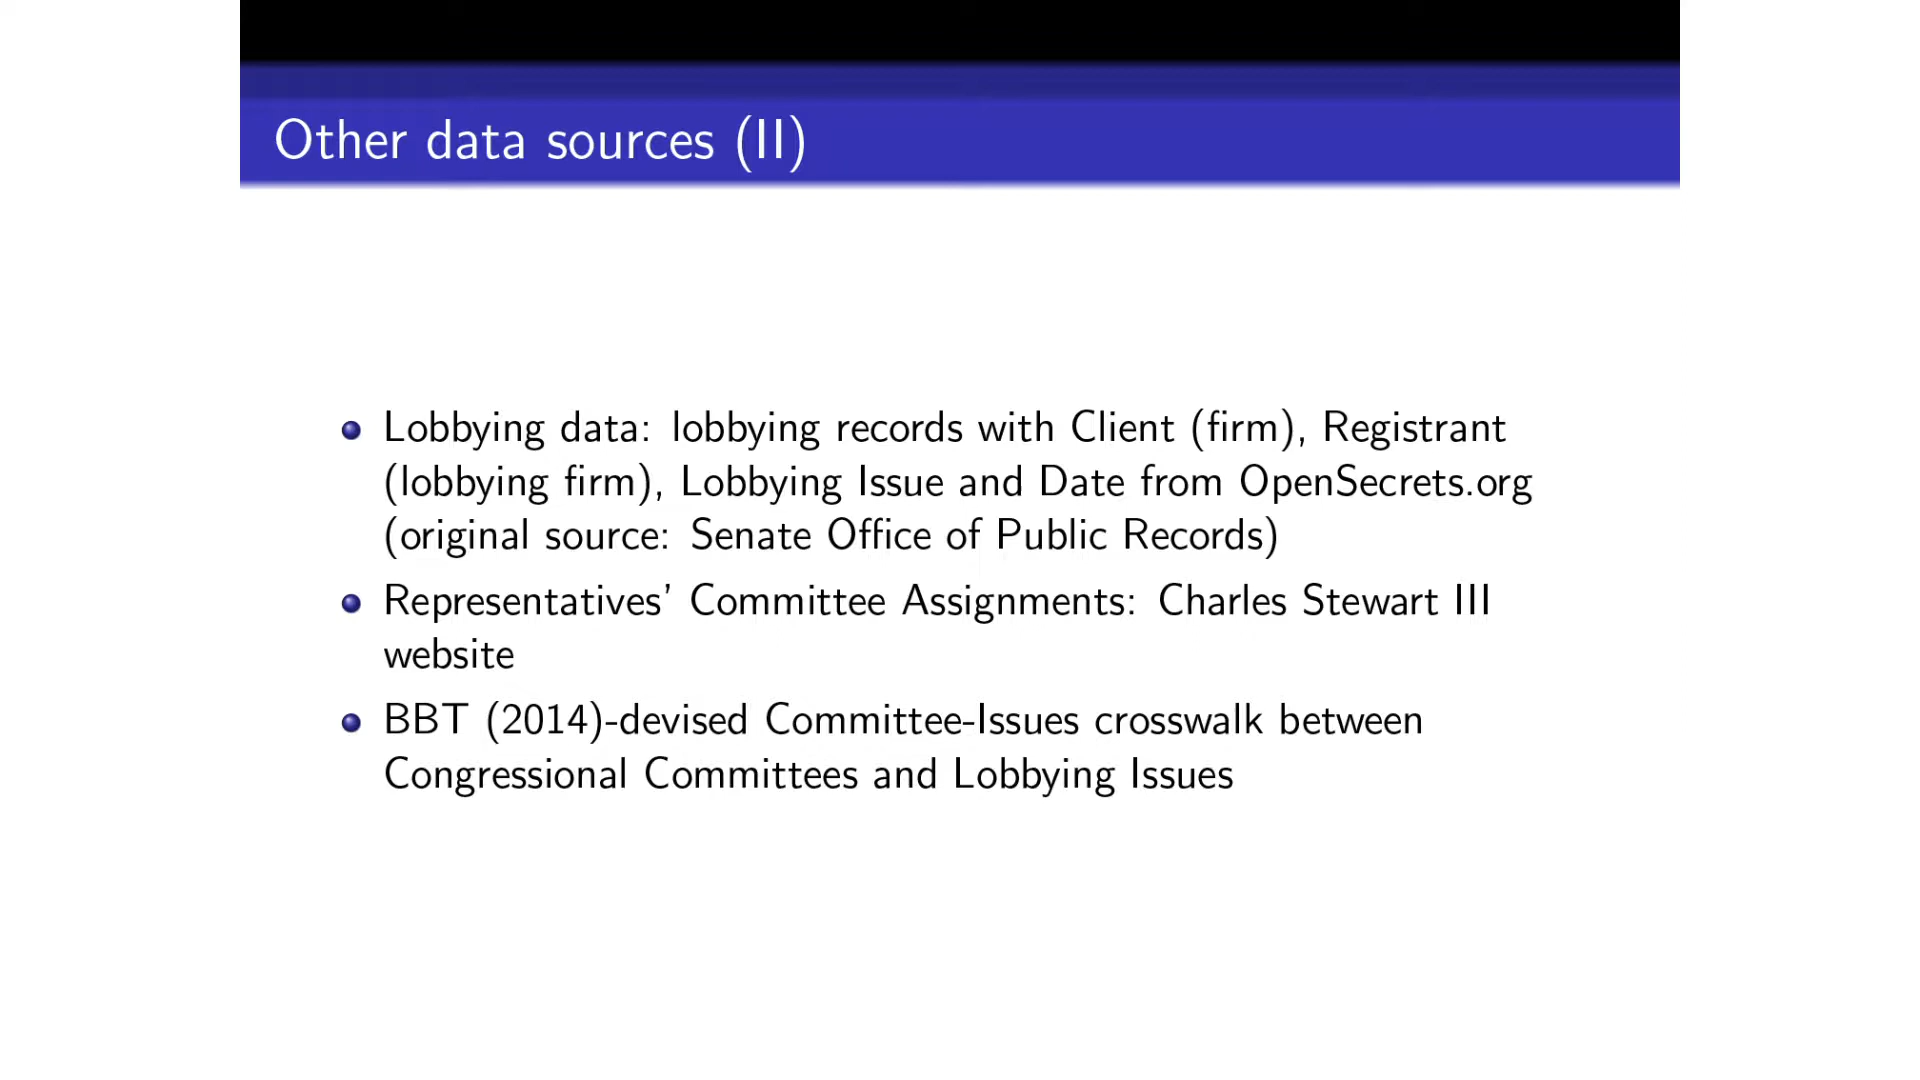 Other data sources (II)
Lobbying data: lobbying records with Client (firm), Registrant
(lobbying firm), Lobbying Issue and Date from OpenSecrets.org
(original source: Senate Office of Public Records)
Representatives' Committee Assignments: Charles Stewart III
website
BBT (2014)-devised Committee-Issues crosswalk between
Congressional Committees and Lobbying Issues